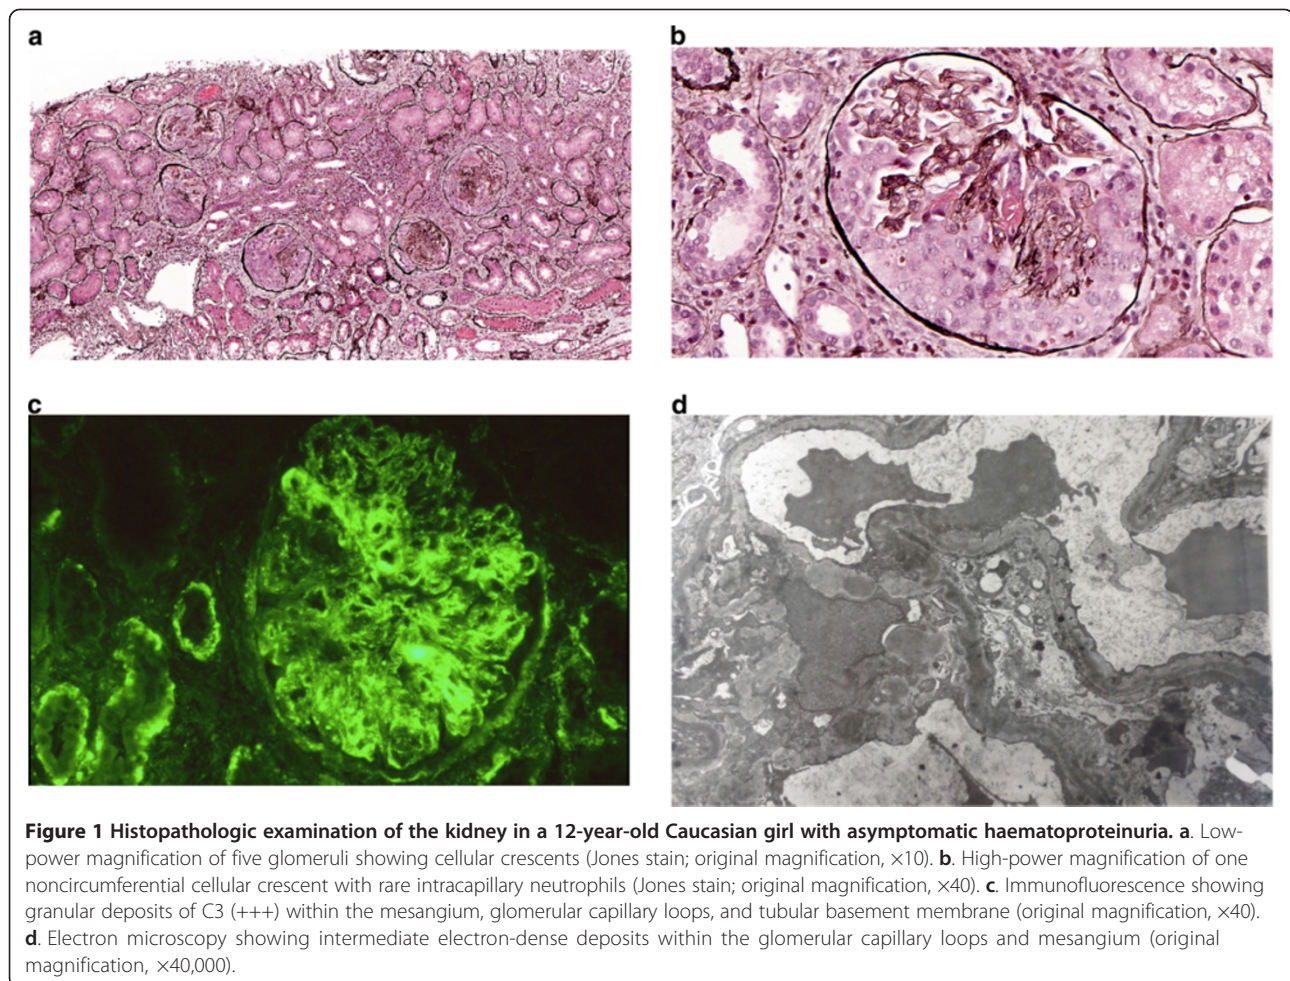 a
b
c
d
Figure 1 Histopathologic examination of the kidney in a 12-year-old Caucasian girl with asymptomatic haematoproteinuria. a. Low-
power magnification of five glomeruli showing cellular crescents (Jones stain; original magnification, ×10). b. High-power magnification of one
noncircumferential cellular crescent with rare intracapillary neutrophils (Jones stain; original magnification, ×40). c. Immunofluorescence showing
granular deposits of C3 (+++) within the mesangium, glomerular capillary loops, and tubular basement membrane (original magnification, ×40).
d. Electron microscopy showing intermediate electron-dense deposits within the glomerular capillary loops and mesangium (original
magnification, ×40,000).